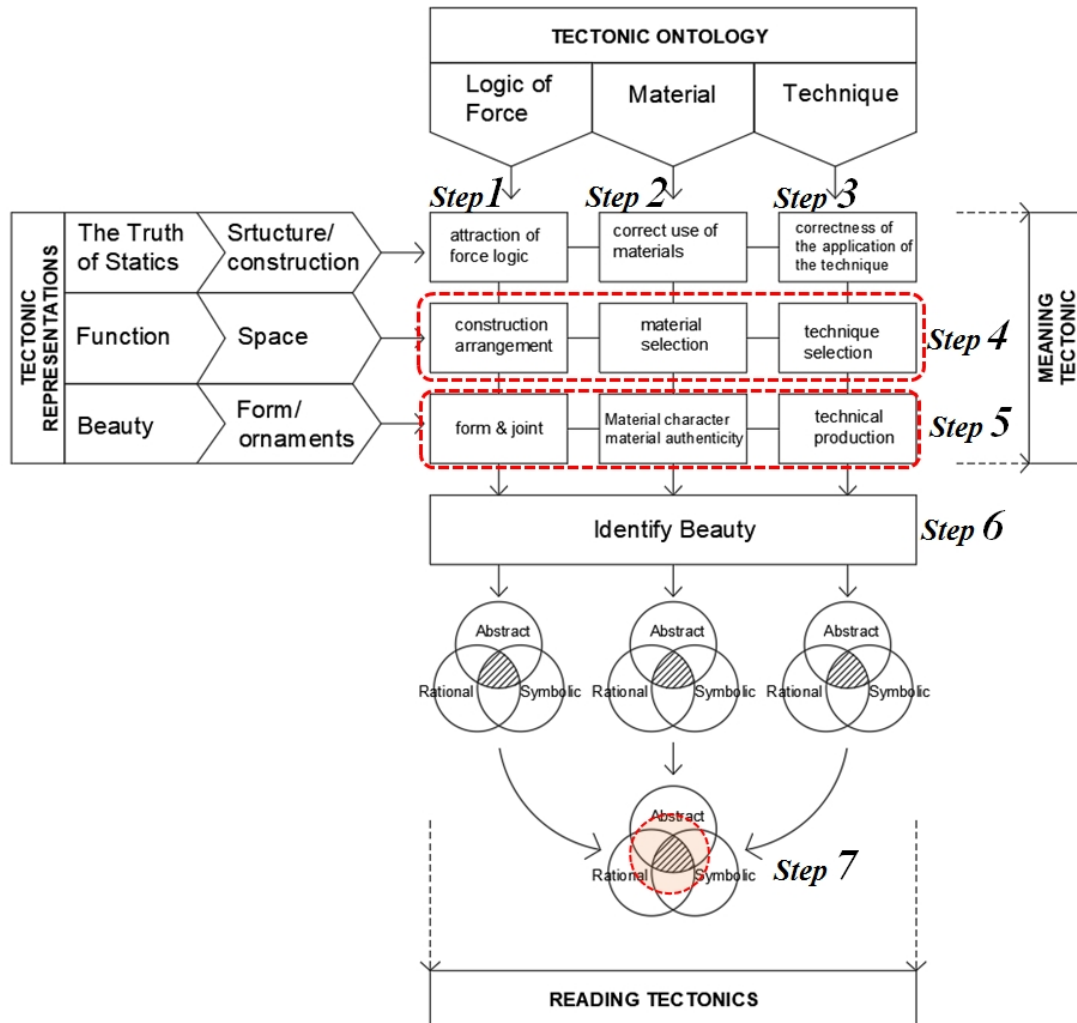 TECTONIC ONTOLOGY
Logic of
Force
Material
Technique
Step 1
Step 2
Step 3
TECTONIC
REPRESENTATIONS
The Truth
of Statics
Srtucture/
construction
attraction of
force logic
correct use of
materials
correctness of
the application of
the technique
Function
Space
construction
arrangement
material
selection
technique
selection
Step 4
MEANING
TECTONIC
Beauty
Form/
ornaments
form & joint
Material character
material authenticity
technical
production
Step 5
Identify Beauty
Step 6
Abstract
Rational
Symbolic
Abstract
Rational
Symbolic
Abstract
Rational
Symbolic
Abstract
Rational
Symbolic
Step 7
READING TECTONICS